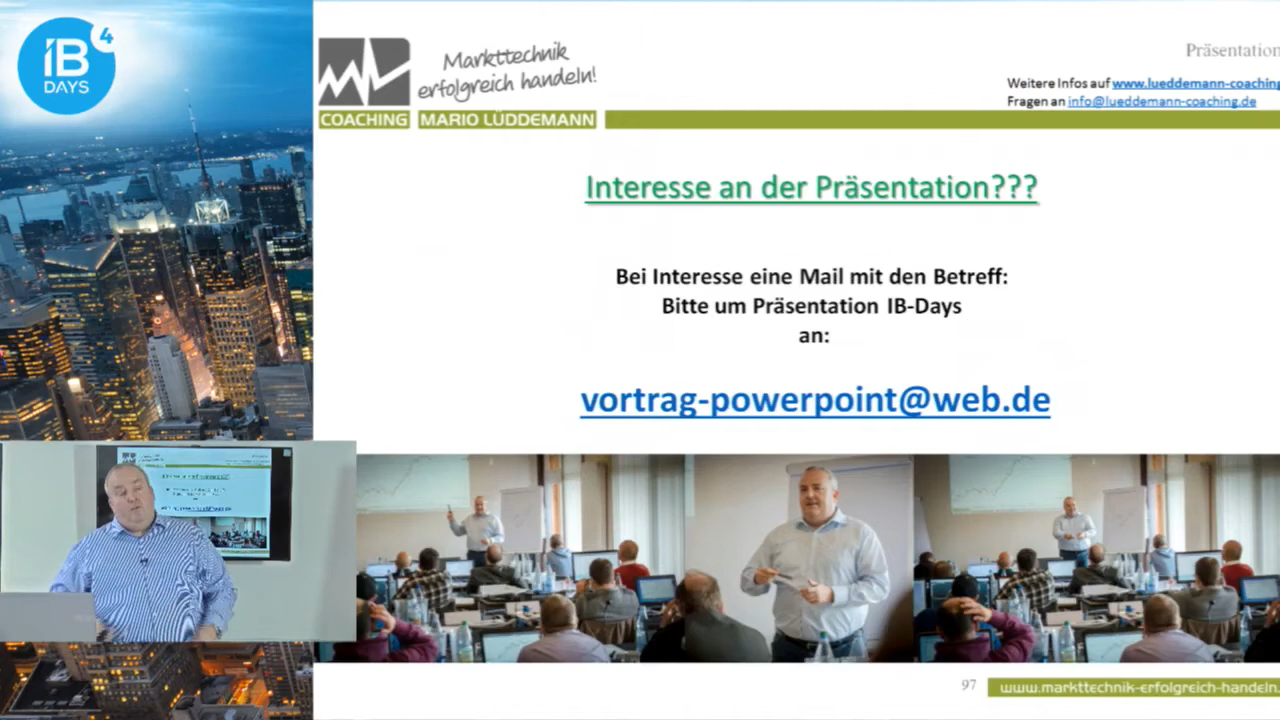 IB 4
DAYS
Markttechnik
erfolgreich handeln!
COACHING MARIO LÜDDEMANN
Präsentation
Weitere Infos auf www.lueddemann-coaching
Fragen an info@lueddemann-coaching.de
Interesse an der Präsentation???
Bei Interesse eine Mail mit den Betreff:
Bitte um Präsentation IB-Days
an:
vortrag-powerpoint@web.de
97
www.markttechnik-erfolgreich-handeln.